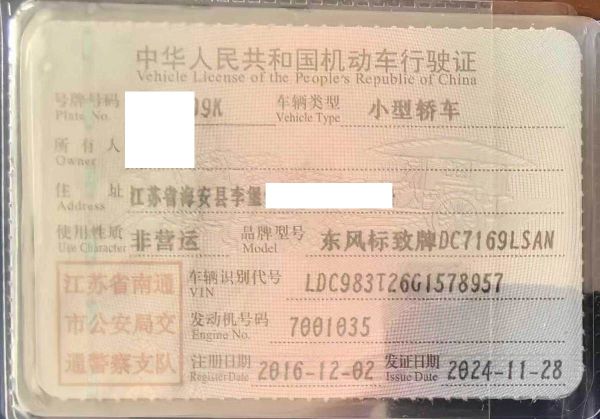 中华人民共和国机动车行驶证
Vehicle License of the People's Republic of China
号牌号码 09K 车辆类型 小型轿车
Plate No. Vehicle Type
所有人
Owner
住址 江苏省海安县李堡
Address
使用性质 非营运 品牌型号 东风标致牌DC7169LSAN
Use Character Model
江苏省南通
市公安局交
通警察支队
车辆识别代号 LDC983T26G1578957
VIN
发动机号码 7001035
Engine No.
注册日期 2016-12-02 发证日期 2024-11-28
Register Date Issue Date